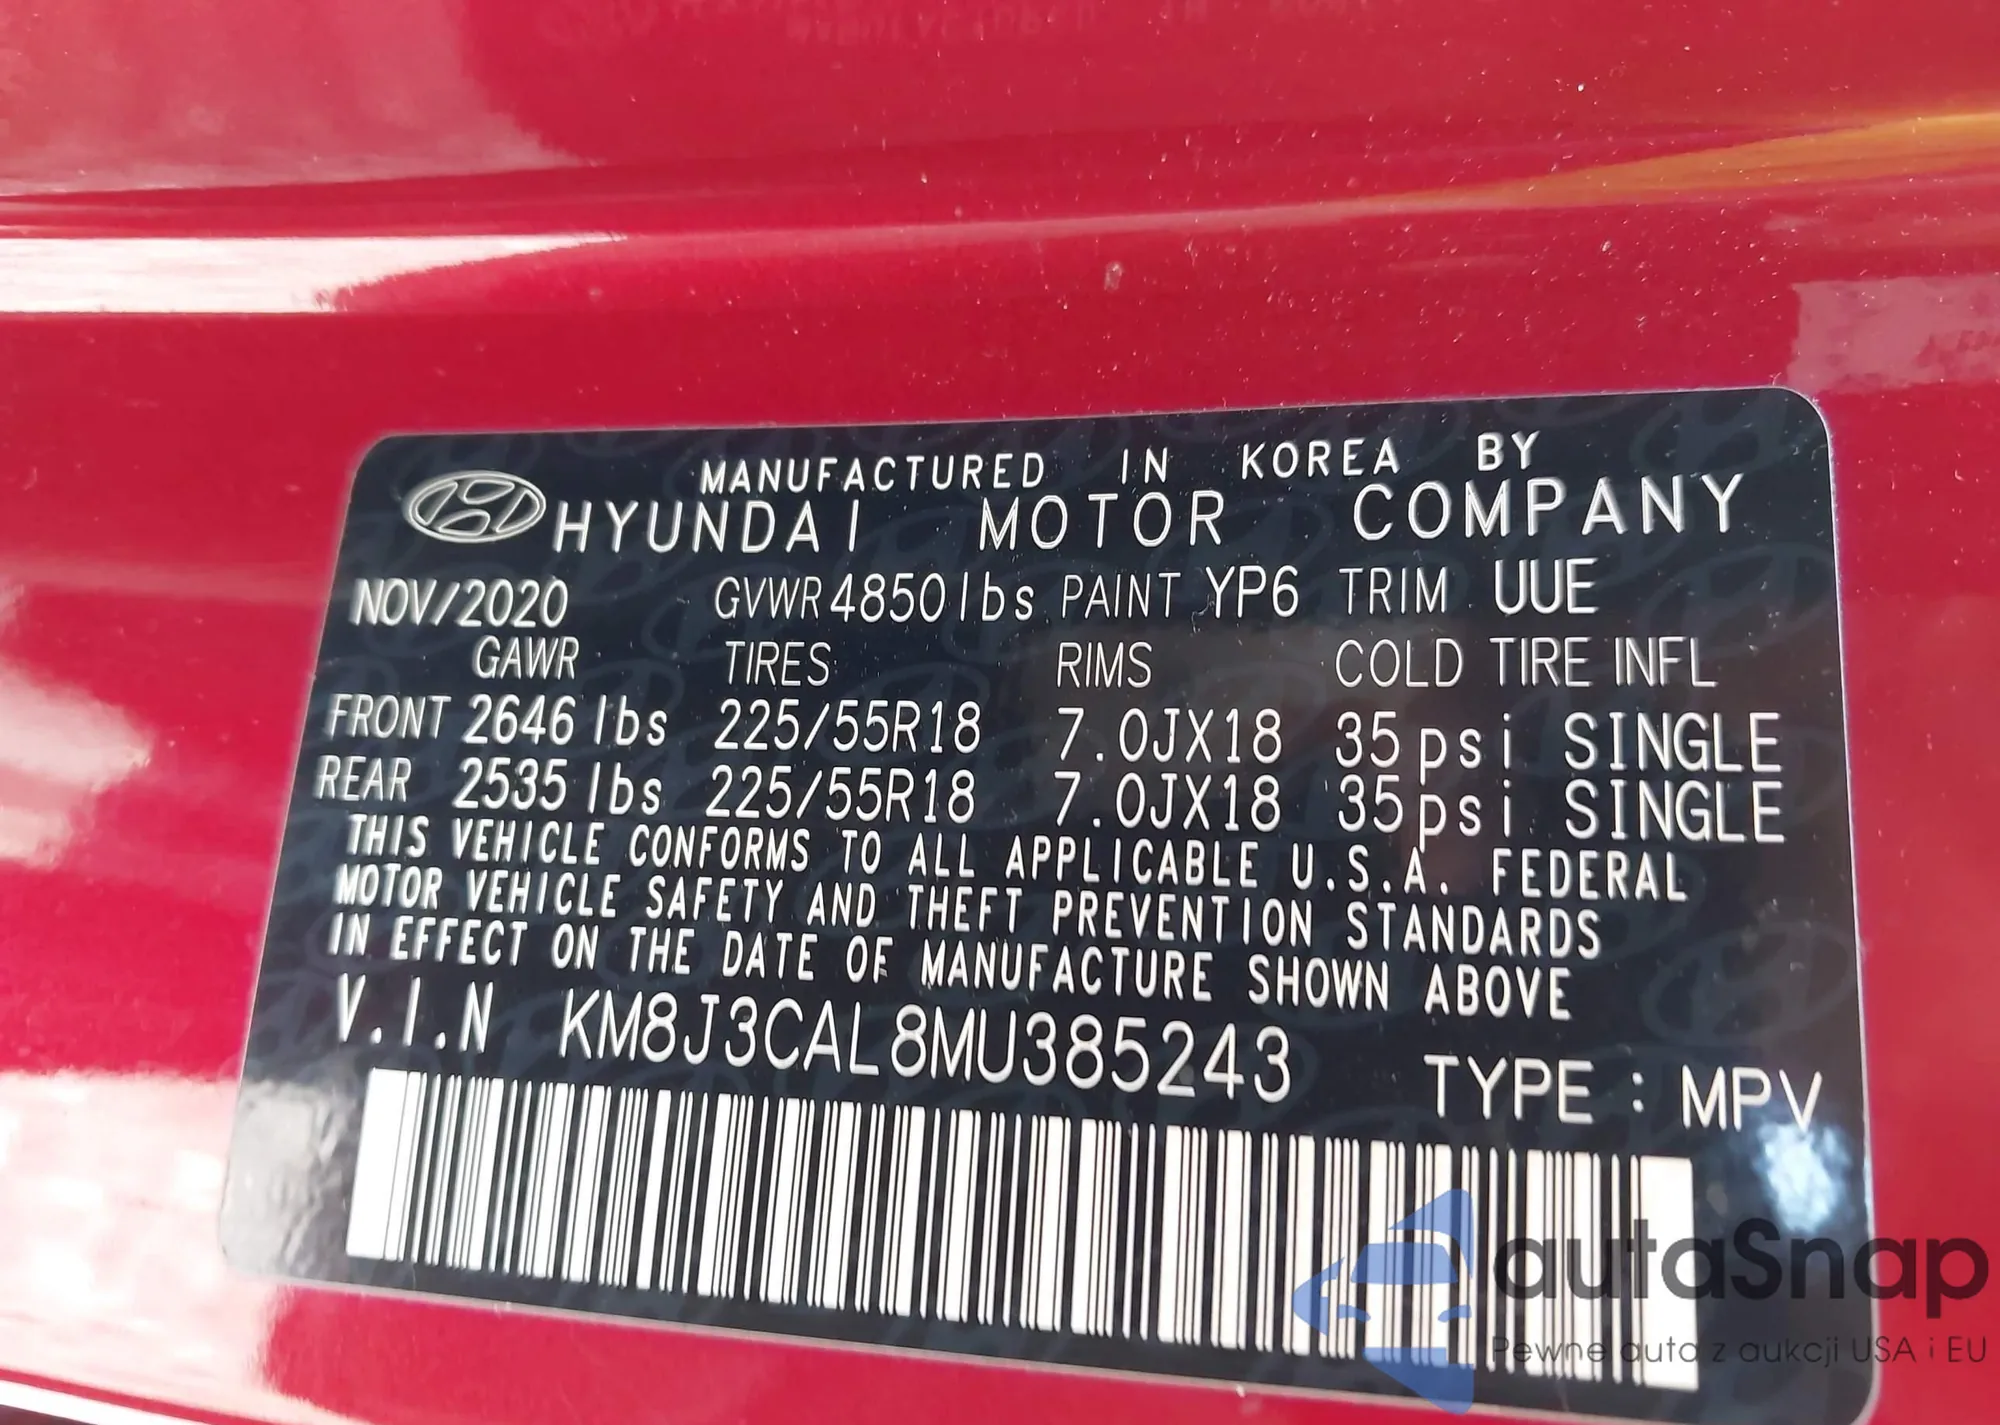 MANUFACTURED IN KOREA BY
HYUNDAI MOTOR COMPANY
NOV/2020 GVWR 4850 lbs PAINT YP6 TRIM UUE
GAWR TIRES RIMS COLD TIRE INFL
FRONT 2646 lbs 225/55R18 7.0JX18 35psi SINGLE
REAR 2535 lbs 225/55R18 7.0JX18 35psi SINGLE
THIS VEHICLE CONFORMS TO ALL APPLICABLE U.S.A. FEDERAL
MOTOR VEHICLE SAFETY AND THEFT PREVENTION STANDARDS
IN EFFECT ON THE DATE OF MANUFACTURE SHOWN ABOVE
V.I.N KM8J3CAL8MU385243
TYPE : MPV
autaSnap
Pewne auta z aukcji USA i EU